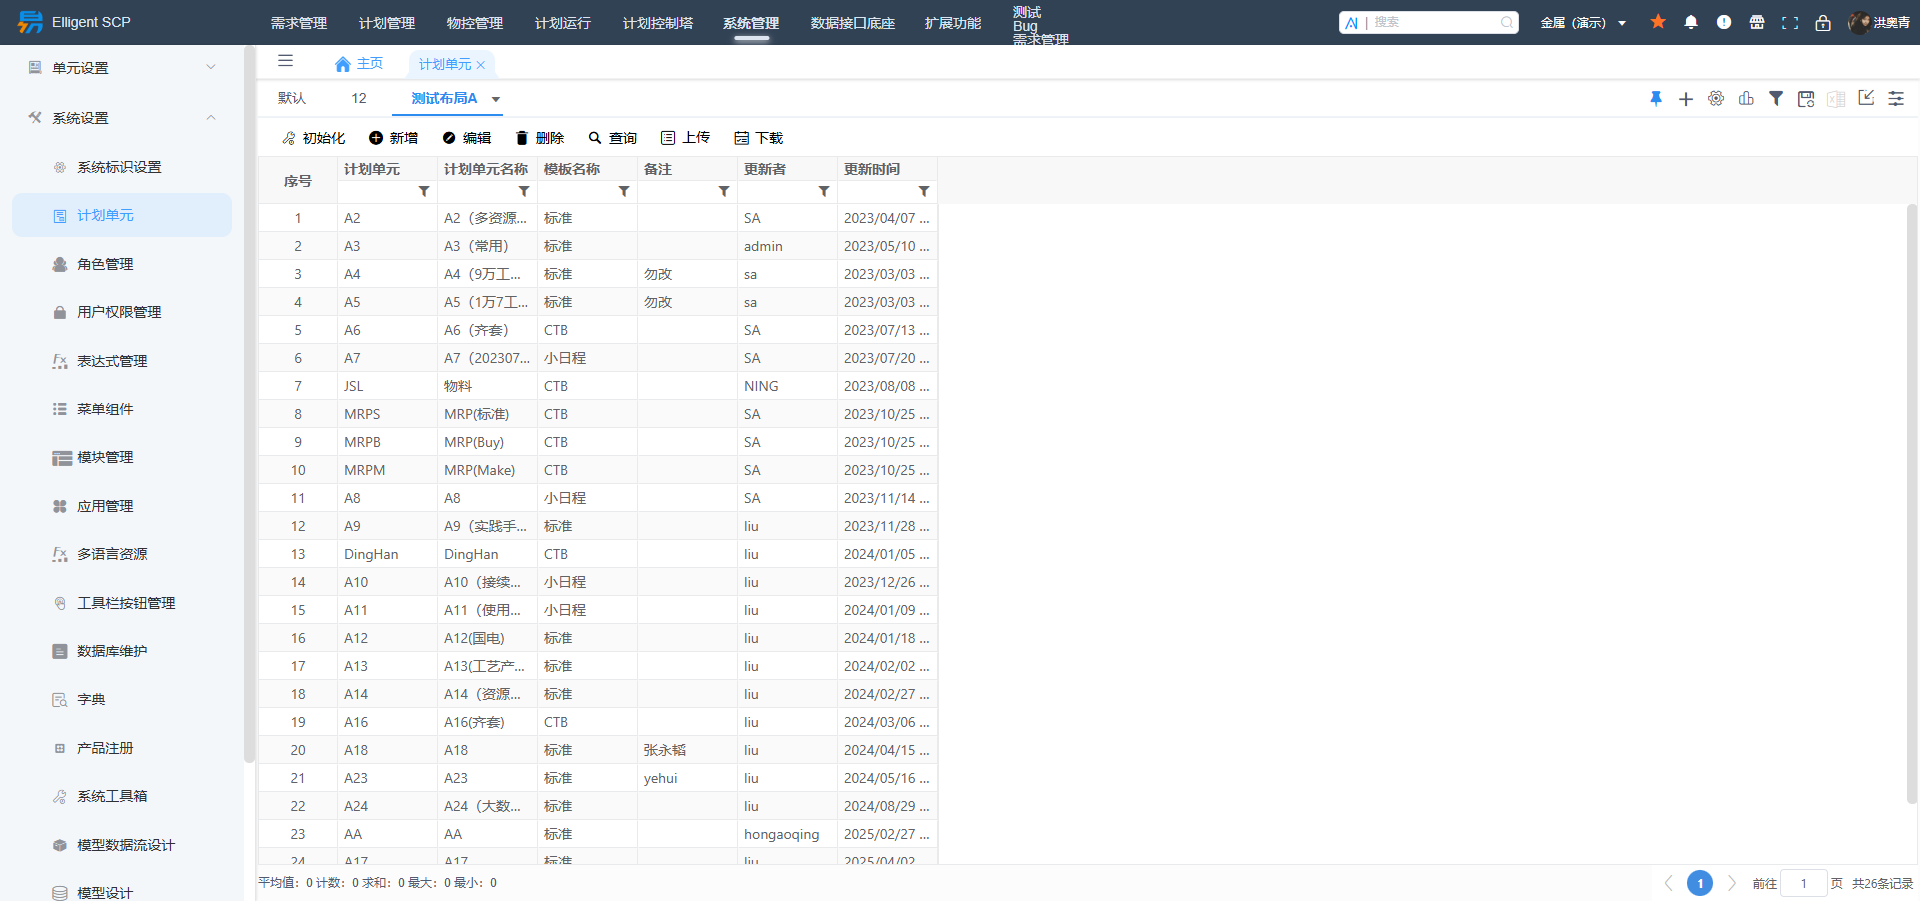 Elligent SCP
需求管理 计划管理 物控管理 计划运行 计划控制塔 系统管理 数据接口底座 扩展功能 测试
Bug
需求管理
AI | 搜索
金属（演示）
洪奥青
单元设置
系统设置
系统标识设置
计划单元
角色管理
用户权限管理
表达式管理
菜单组件
模块管理
应用管理
多语言资源
工具栏按钮管理
数据库维护
字典
产品注册
系统工具箱
模型数据流设计
模型设计
主页 计划单元
默认 12 测试布局A
初始化 新增 编辑 删除 查询 上传 下载
序号 计划单元 计划单元名称 模板名称 备注 更新者 更新时间
1 A2 A2（多资源... 标准 SA 2023/04/07 ...
2 A3 A3（常用） 标准 admin 2023/05/10 ...
3 A4 A4（9万工... 标准 勿改 sa 2023/03/03 ...
4 A5 A5（1万7工... 标准 勿改 sa 2023/03/03 ...
5 A6 A6（齐套） CTB SA 2023/07/13 ...
6 A7 A7（202307... 小日程 SA 2023/07/20 ...
7 JSL 物料 CTB NING 2023/08/08 ...
8 MRPS MRP(标准) CTB SA 2023/10/25 ...
9 MRPB MRP(Buy) CTB SA 2023/10/25 ...
10 MRPM MRP(Make) CTB SA 2023/10/25 ...
11 A8 A8 小日程 SA 2023/11/14 ...
12 A9 A9（实践手... 标准 liu 2023/11/28 ...
13 DingHan DingHan CTB liu 2024/01/05 ...
14 A10 A10（接续... 小日程 liu 2023/12/26 ...
15 A11 A11（使用... 小日程 liu 2024/01/09 ...
16 A12 A12(国电) 标准 liu 2024/01/18 ...
17 A13 A13(工艺产... 标准 liu 2024/02/02 ...
18 A14 A14（资源... 标准 liu 2024/02/27 ...
19 A16 A16(齐套) CTB liu 2024/03/06 ...
20 A18 A18 标准 张永韬 liu 2024/04/15 ...
21 A23 A23 标准 yehui liu 2024/05/16 ...
22 A24 A24（大数... 标准 liu 2024/08/29 ...
23 AA AA 标准 hongaoqing 2025/02/27 ...
24 A17 A17 标准 liu 2025/04/02 ...
平均值：0 计数：0 求和：0 最大：0 最小：0
1 前往 1 页 共26条记录